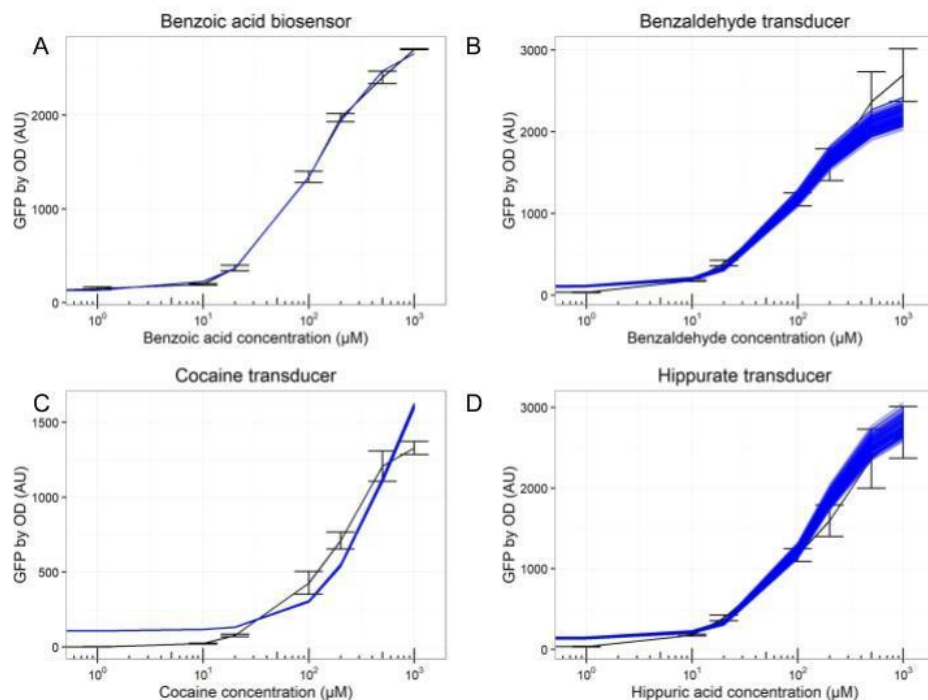 Benzoic acid biosensor
A
GFP by OD (AU)
2000
1000
0
10⁰ 10¹ 10² 10³
Benzoic acid concentration (µM)
Benzaldehyde transducer
B
GFP by OD (AU)
3000
2000
1000
0
10⁰ 10¹ 10² 10³
Benzaldehyde concentration (µM)
Cocaine transducer
C
GFP by OD (AU)
1500
1000
500
0
10⁰ 10¹ 10² 10³
Cocaine concentration (µM)
Hippurate transducer
D
GFP by OD (AU)
3000
2000
1000
0
10⁰ 10¹ 10² 10³
Hippuric acid concentration (µM)